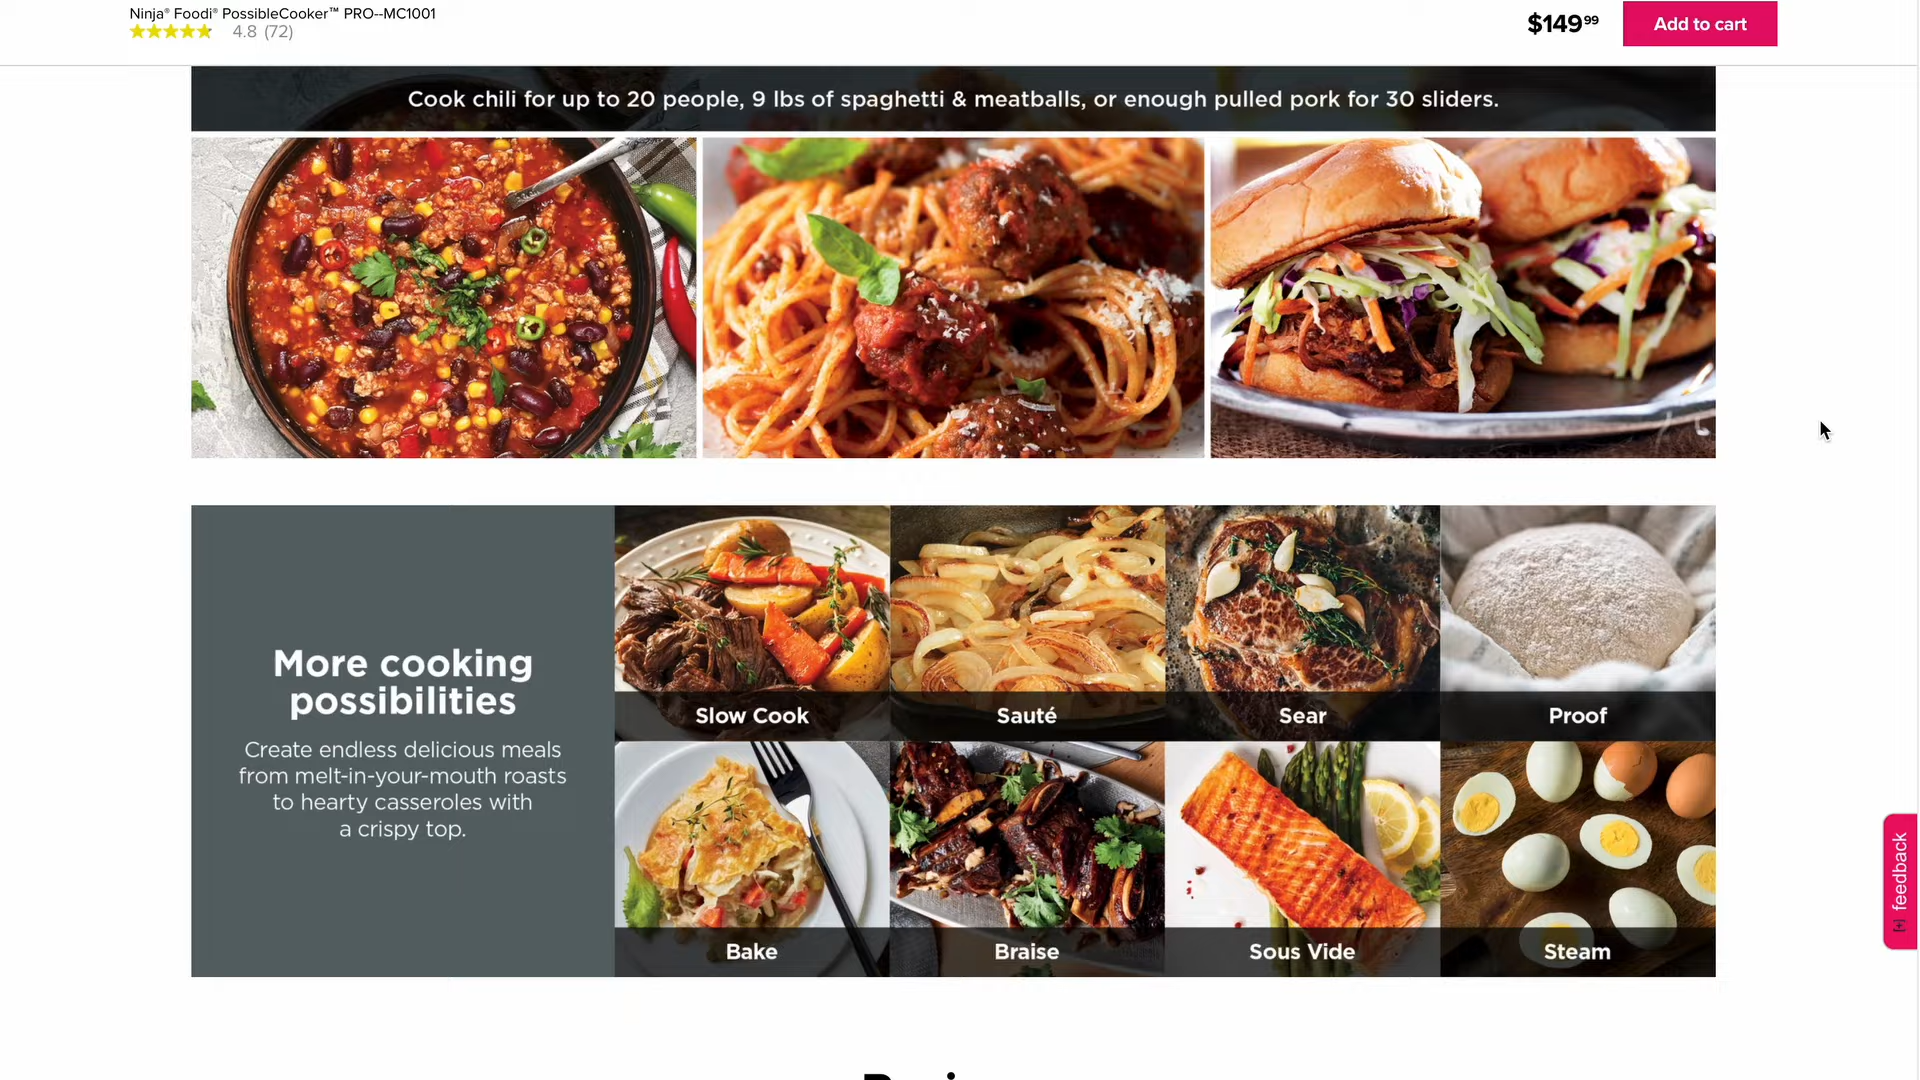 Ninja® Foodi® PossibleCooker™ PRO--MC1001
4.8 (72)
$149⁹⁹
Add to cart
Cook chili for up to 20 people, 9 lbs of spaghetti & meatballs, or enough pulled pork for 30 sliders.
More cooking
possibilities
Create endless delicious meals
from melt-in-your-mouth roasts
to hearty casseroles with
a crispy top.
Slow Cook
Sauté
Sear
Proof
Bake
Braise
Sous Vide
Steam
[+] feedback